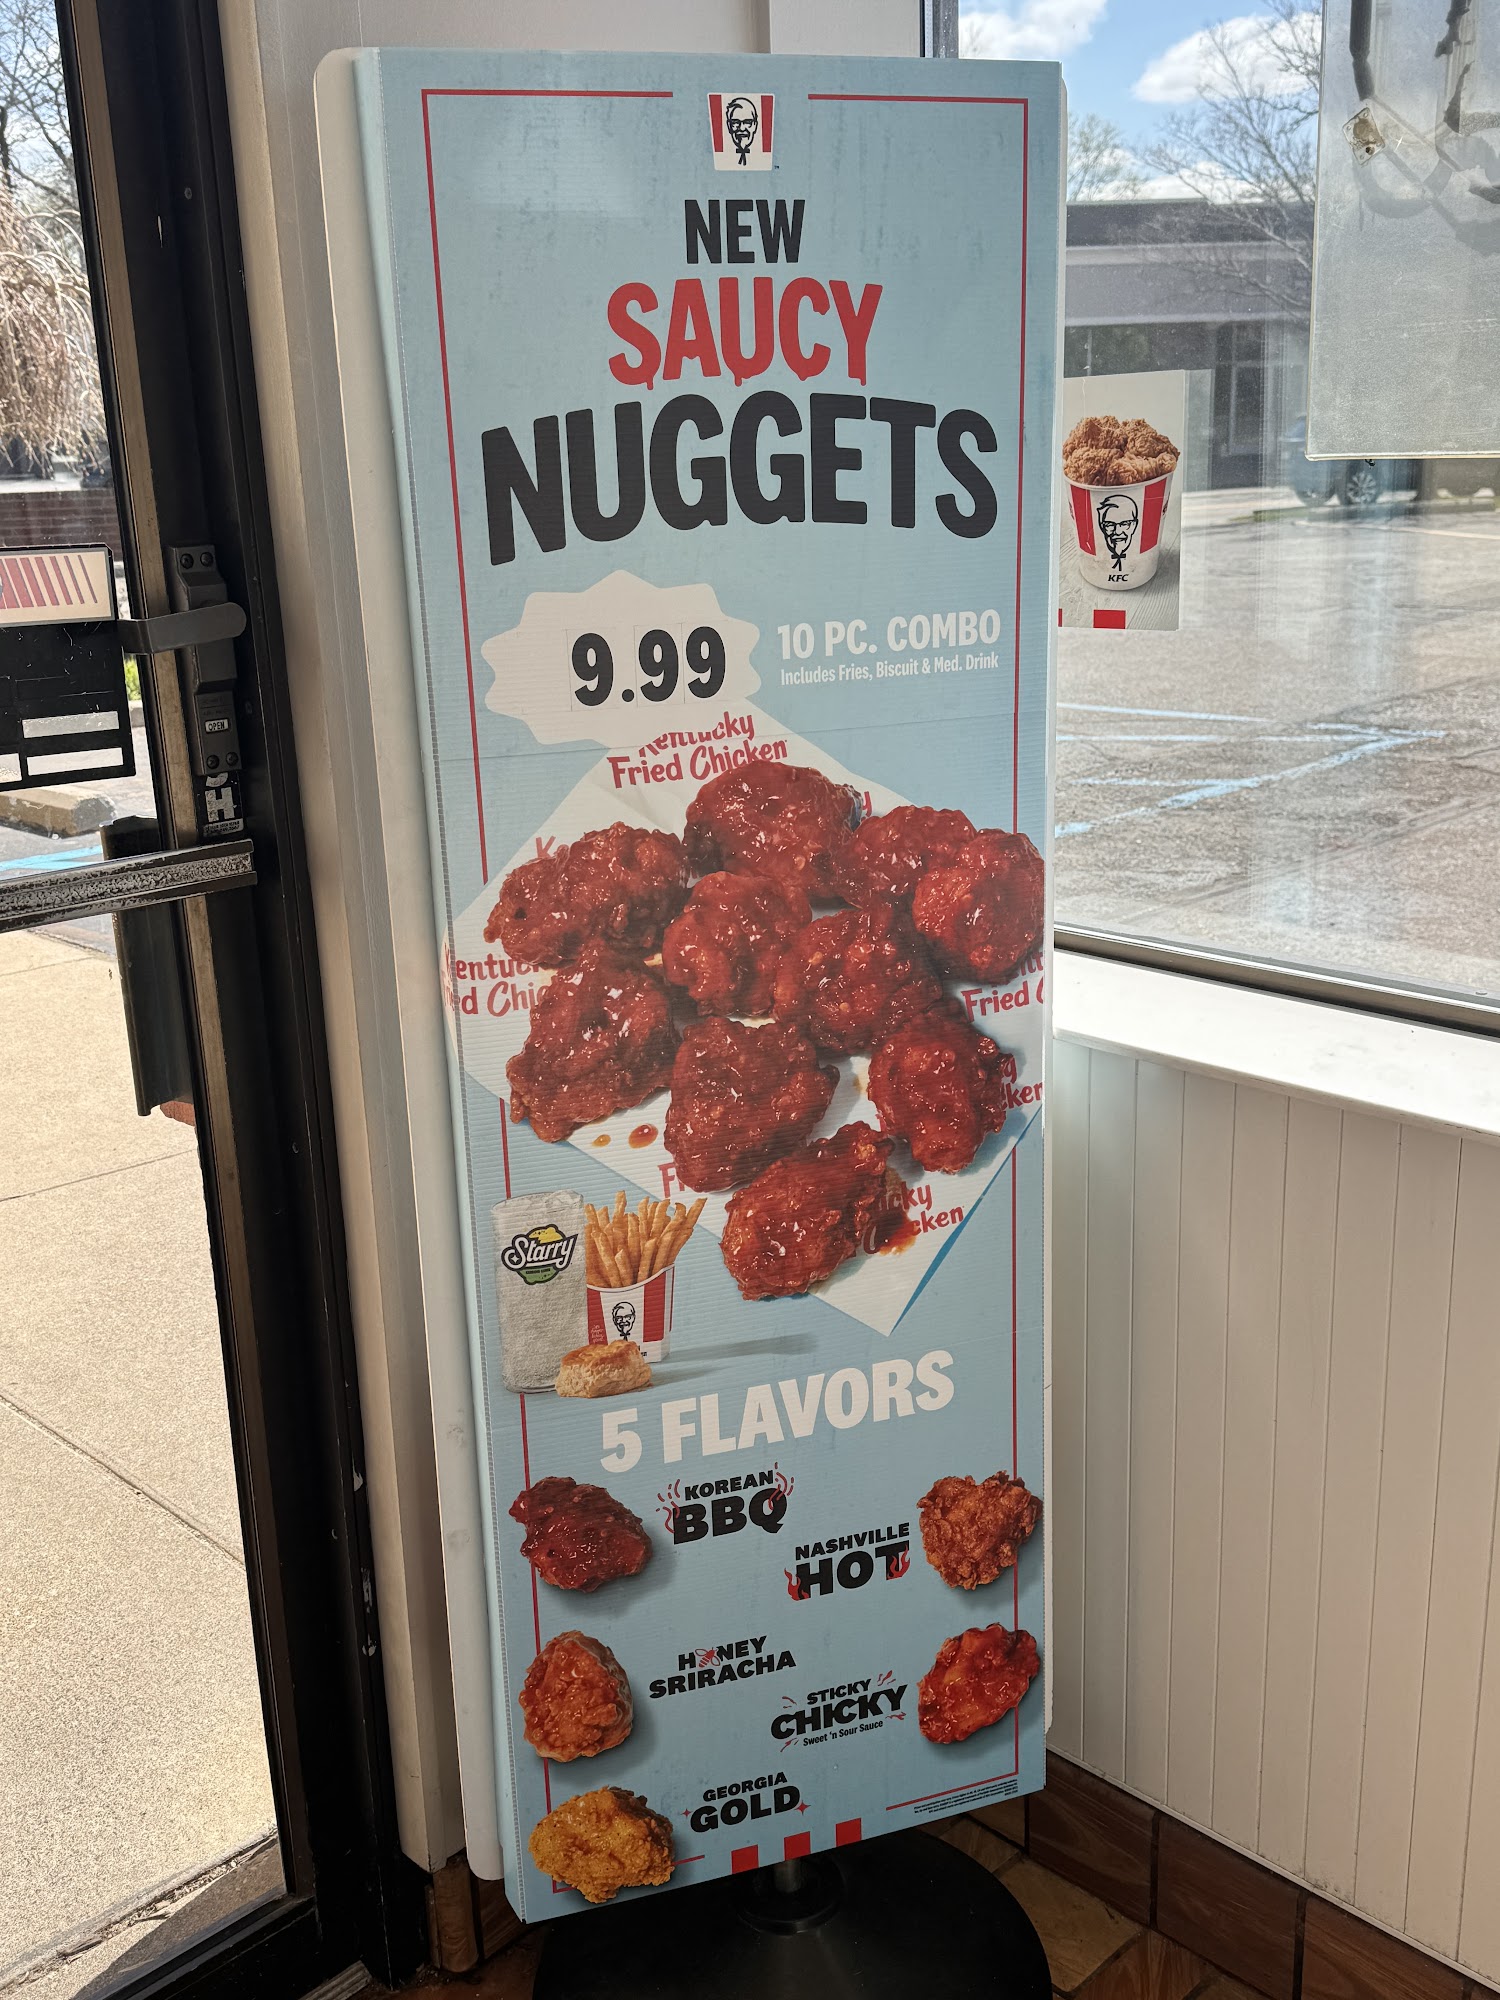 NEW
SAUCY
NUGGETS
9.99
10 PC. COMBO
Includes Fries, Biscuit & Med. Drink
Kentucky
Fried Chicken
Starry
5 FLAVORS
KOREAN
BBQ
NASHVILLE
HOT
HONEY
SRIRACHA
STICKY
CHICKY
Sweet 'n Sour Sauce
GEORGIA
GOLD
KFC
OPEN